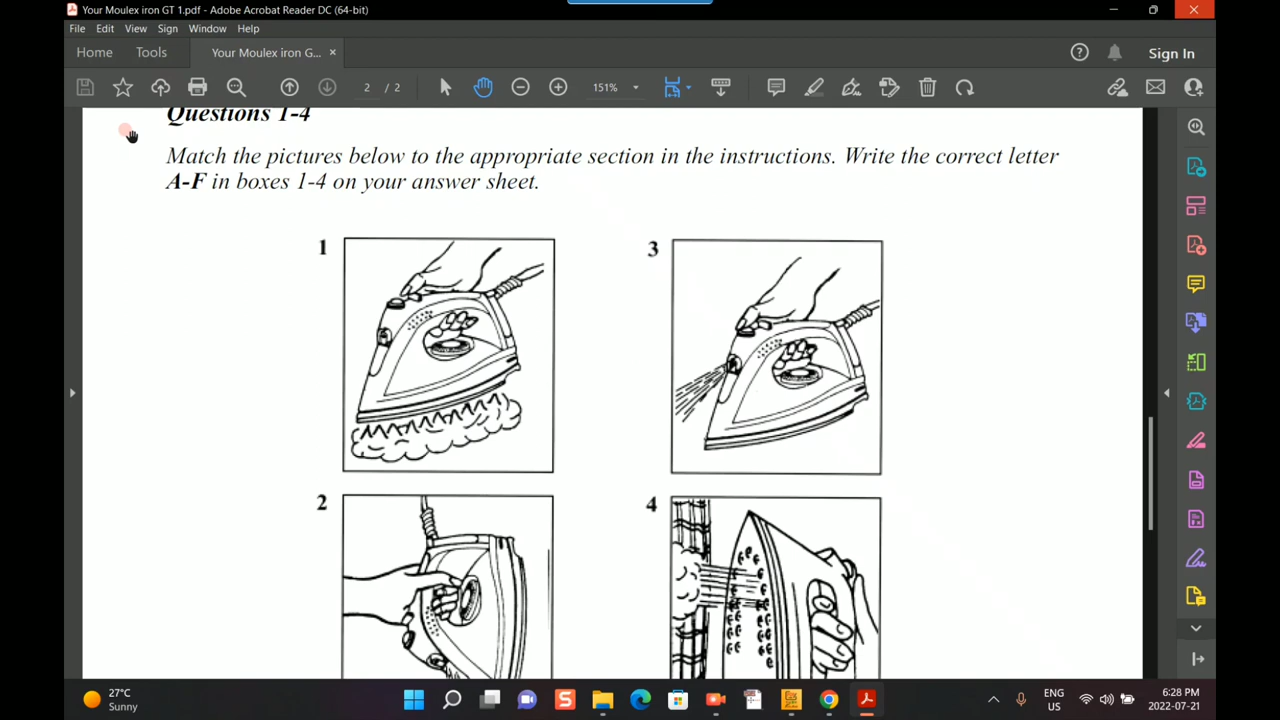 Your Moulex iron GT 1.pdf - Adobe Acrobat Reader DC (64-bit)
File Edit View Sign Window Help
Home Tools Your Moulex iron G... × Sign In
2 / 2 151%
Questions 1-4
Match the pictures below to the appropriate section in the instructions. Write the correct letter
A-F in boxes 1-4 on your answer sheet.
1 3
2 4
27°C
Sunny
ENG
US
6:28 PM
2022-07-21